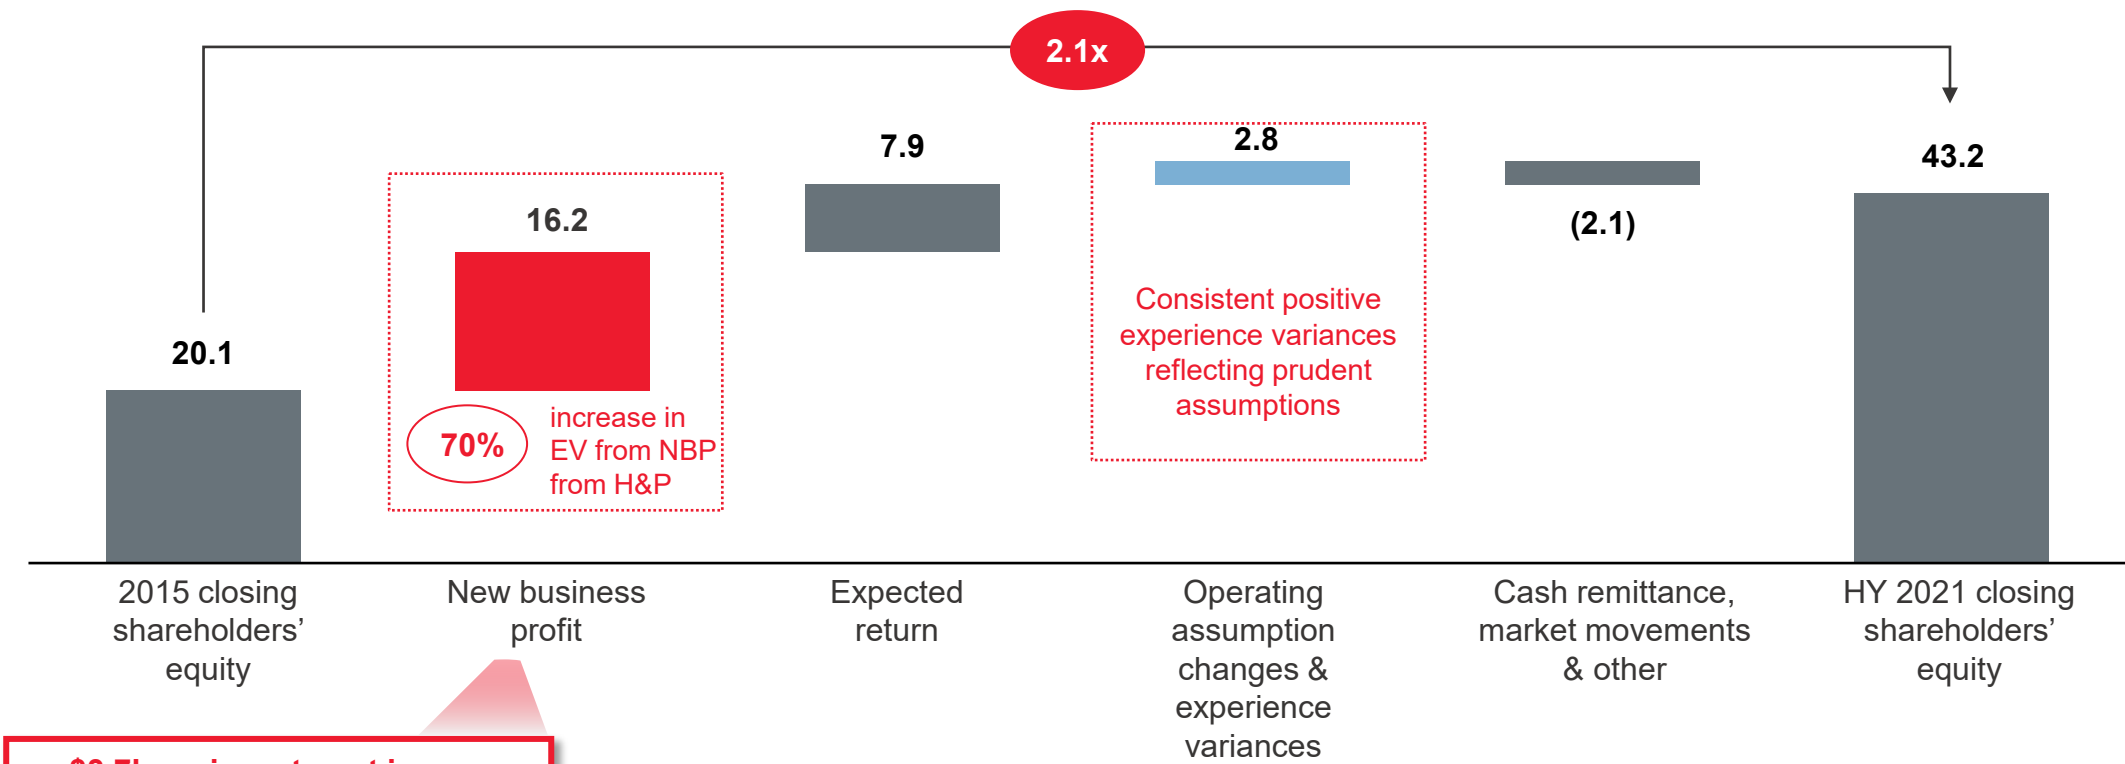 2.1x
20.1
16.2
7.9
2.8
(2.1)
43.2
70%
increase in
EV from NBP
from H&P
Consistent positive
experience variances
reflecting prudent
assumptions
2015 closing
shareholders’
equity
New business
profit
Expected
return
Operating
assumption
changes &
experience
variances
Cash remittance,
market movements
& other
HY 2021 closing
shareholders’
equity